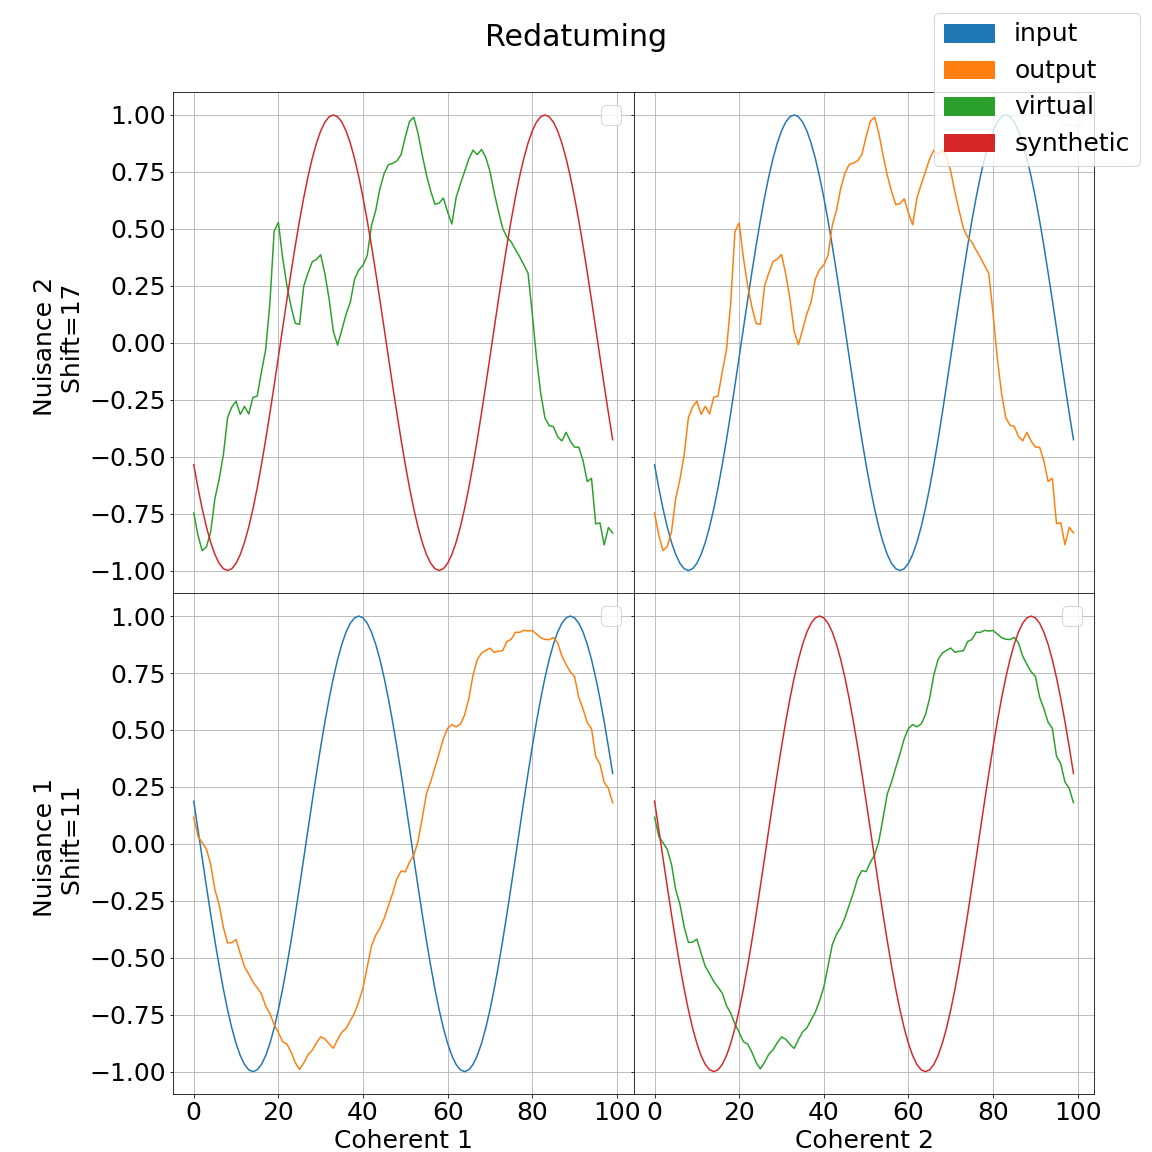 Redatuming
input
output
virtual
synthetic
Nuisance 2
Shift=17
1.00
0.75
0.50
0.25
0.00
−0.25
−0.50
−0.75
−1.00
Nuisance 1
Shift=11
1.00
0.75
0.50
0.25
0.00
−0.25
−0.50
−0.75
−1.00
0 20 40 60 80 100 0 20 40 60 80 100
Coherent 1 Coherent 2